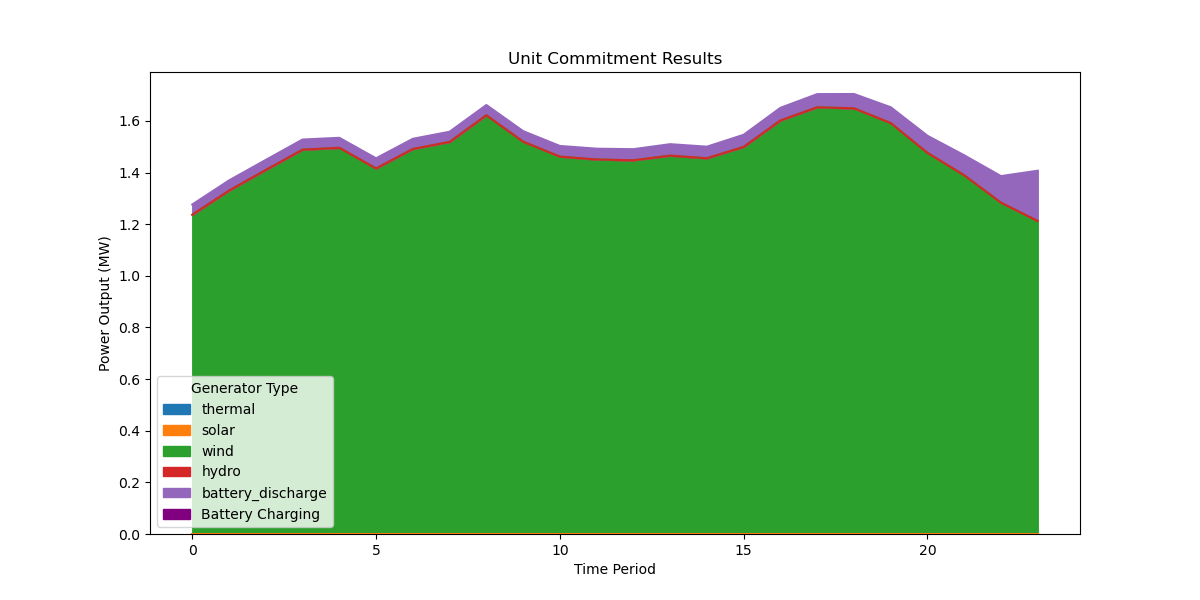 Unit Commitment Results
Power Output (MW)
1.6
1.4
1.2
1.0
0.8
0.6
0.4
0.2
0.0
Generator Type
thermal
solar
wind
hydro
battery_discharge
Battery Charging
0 5 10 15 20
Time Period